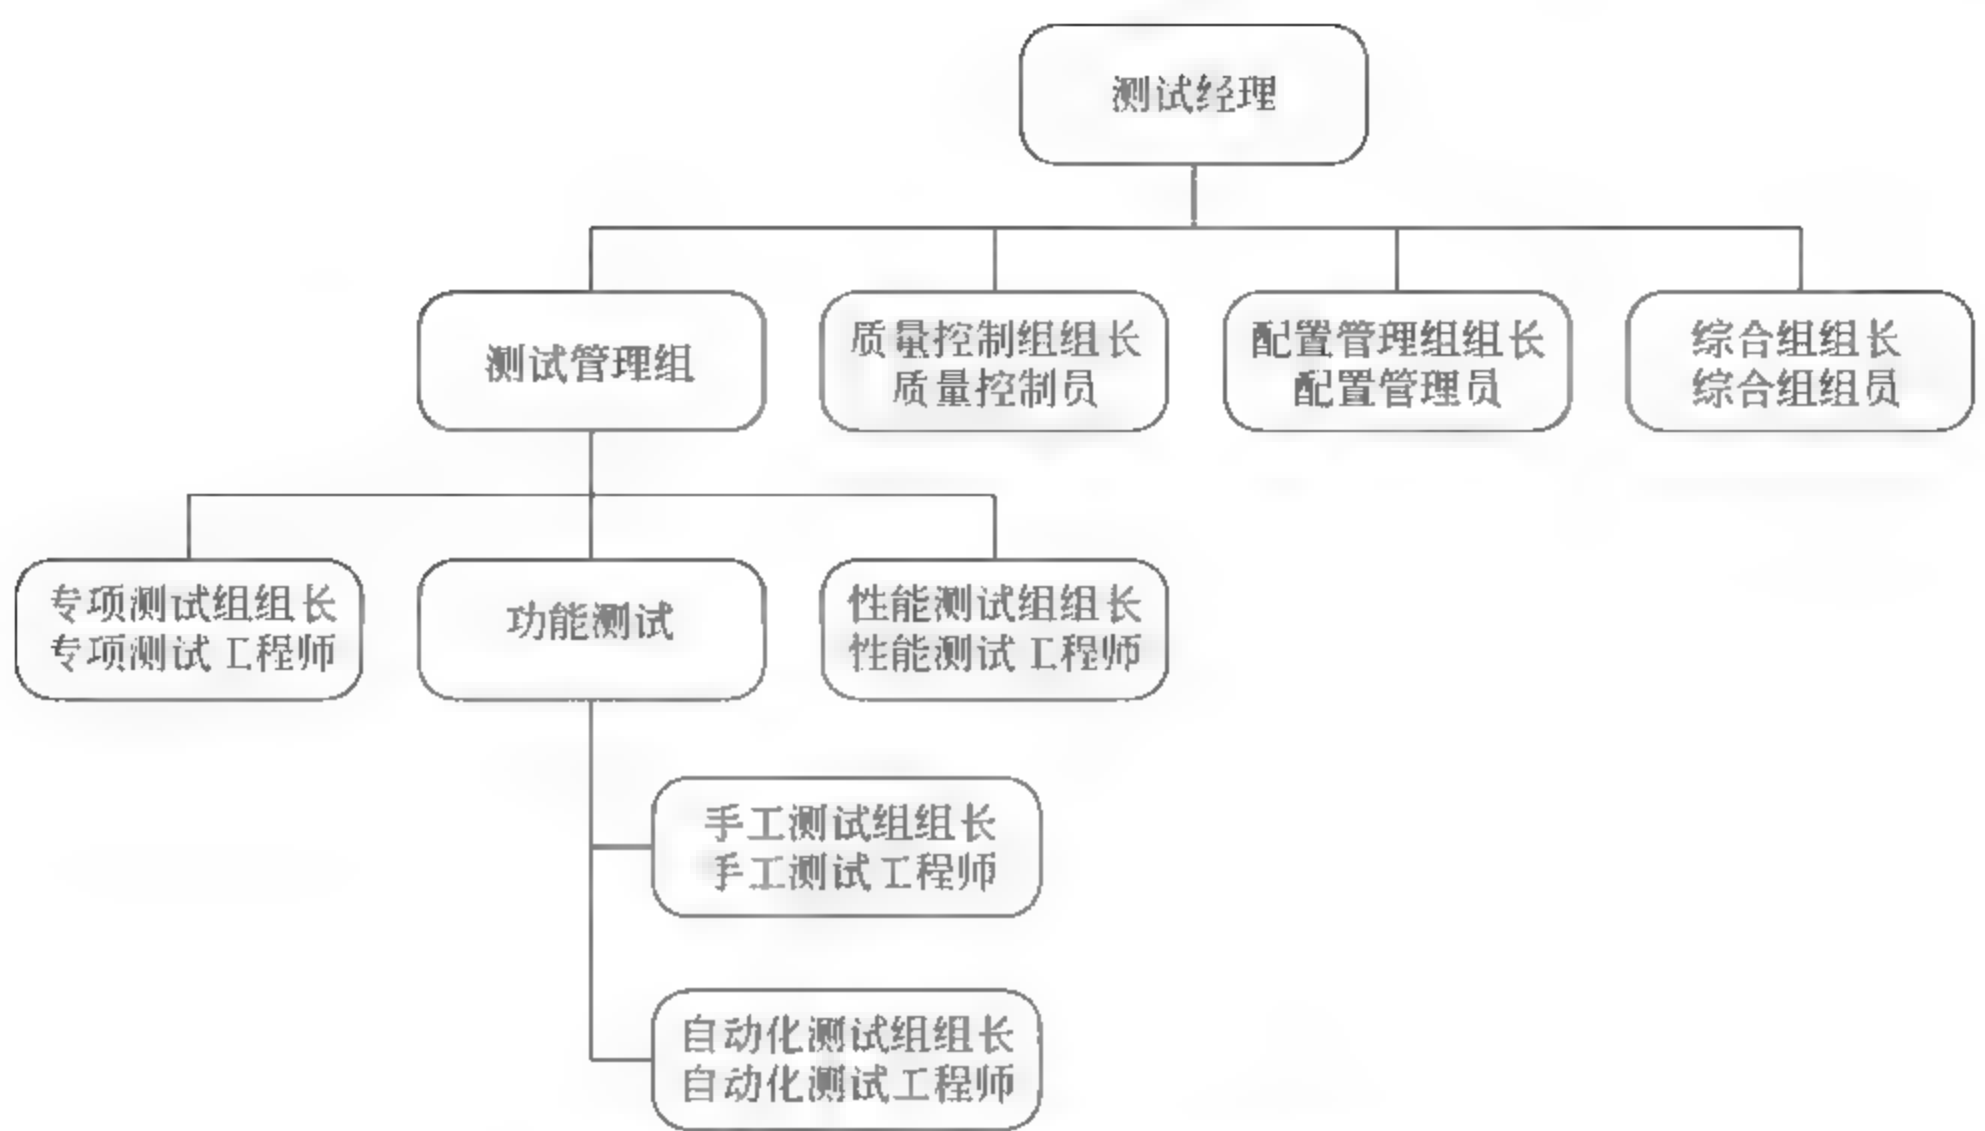 测试经理
测试管理组
质量控制组组长
质量控制员
配置管理组组长
配置管理员
综合组组长
综合组组员
专项测试组组长
专项测试工程师
功能测试
性能测试组组长
性能测试工程师
手工测试组组长
手工测试工程师
自动化测试组组长
自动化测试工程师